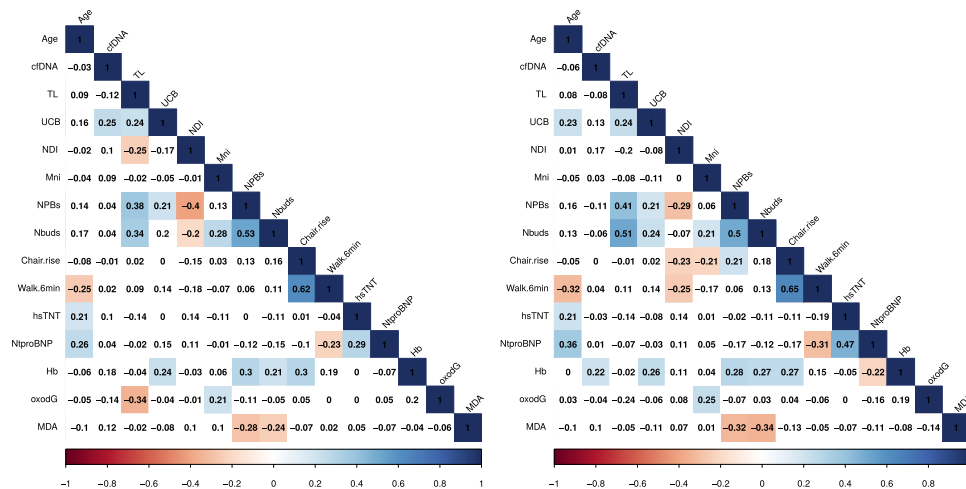 Age
Age 1
cfDNA
cfDNA −0.03 1
TL
TL 0.09 −0.12 1
UCB
UCB 0.16 0.25 0.24 1
NDI
NDI −0.02 0.1 −0.25 −0.17 1
Mni
Mni −0.04 0.09 −0.02 −0.05 −0.01 1
NPBs
NPBs 0.14 0.04 0.38 0.21 −0.4 0.13 1
Nbuds
Nbuds 0.17 0.04 0.34 0.2 −0.2 0.28 0.53 1
Chair.rise
Chair.rise −0.08 −0.01 0.02 0 −0.15 0.03 0.13 0.16 1
Walk.6min
Walk.6min −0.25 0.02 0.09 0.14 −0.18 −0.07 0.06 0.11 0.62 1
hsTNT
hsTNT 0.21 0.1 −0.14 0 0.14 −0.11 0 −0.11 0.01 −0.04 1
NtproBNP
NtproBNP 0.26 0.04 −0.02 0.15 0.11 −0.01 −0.12 −0.15 −0.1 −0.23 0.29 1
Hb
Hb −0.06 0.18 −0.04 0.24 −0.03 0.06 0.3 0.21 0.3 0.19 0 −0.07 1
oxodG
oxodG −0.05 −0.14 −0.34 −0.04 −0.01 0.21 −0.11 −0.05 0.05 0 0 0.05 0.2 1
MDA
MDA −0.1 0.12 −0.02 −0.08 0.1 0.1 −0.28 −0.24 −0.07 0.02 0.05 −0.07 −0.04 −0.06 1
−1 −0.8 −0.6 −0.4 −0.2 0 0.2 0.4 0.6 0.8 1
Age
Age 1
cfDNA
cfDNA −0.06 1
TL
TL 0.08 −0.08 1
UCB
UCB 0.23 0.13 0.24 1
NDI
NDI 0.01 0.17 −0.2 −0.08 1
Mni
Mni −0.05 0.03 −0.08 −0.11 0 1
NPBs
NPBs 0.16 −0.11 0.41 0.21 −0.29 0.06 1
Nbuds
Nbuds 0.13 −0.06 0.51 0.24 −0.07 0.21 0.5 1
Chair.rise
Chair.rise −0.05 0 −0.01 0.02 −0.23 −0.21 0.21 0.18 1
Walk.6min
Walk.6min −0.32 0.02 0 0.02 −0.25 −0.17 0.06 0.13 0.65 1
hsTNT
hsTNT 0.21 −0.03 −0.14 −0.08 0.14 0.01 −0.02 −0.11 −0.11 −0.19 1
NtproBNP
NtproBNP 0.36 0.01 −0.07 −0.03 0.11 0.05 −0.17 −0.12 −0.17 −0.31 0.47 1
Hb
Hb 0 0.22 −0.02 0.26 0.11 0.04 0.28 0.27 0.27 0.15 −0.05 −0.22 1
oxodG
oxodG 0.03 −0.04 −0.24 −0.06 0.08 0.25 −0.07 0.03 0.02 0.07 0 −0.16 0.19 1
MDA −0.1 0.1 0.02 −0.05 0.07 0.01 −0.32 −0.34 −0.13 −0.05 −0.07 −0.11 −0.08 −0.14 1
−1 −0.8 −0.6 −0.4 −0.2 0 0.2 0.4 0.6 0.8